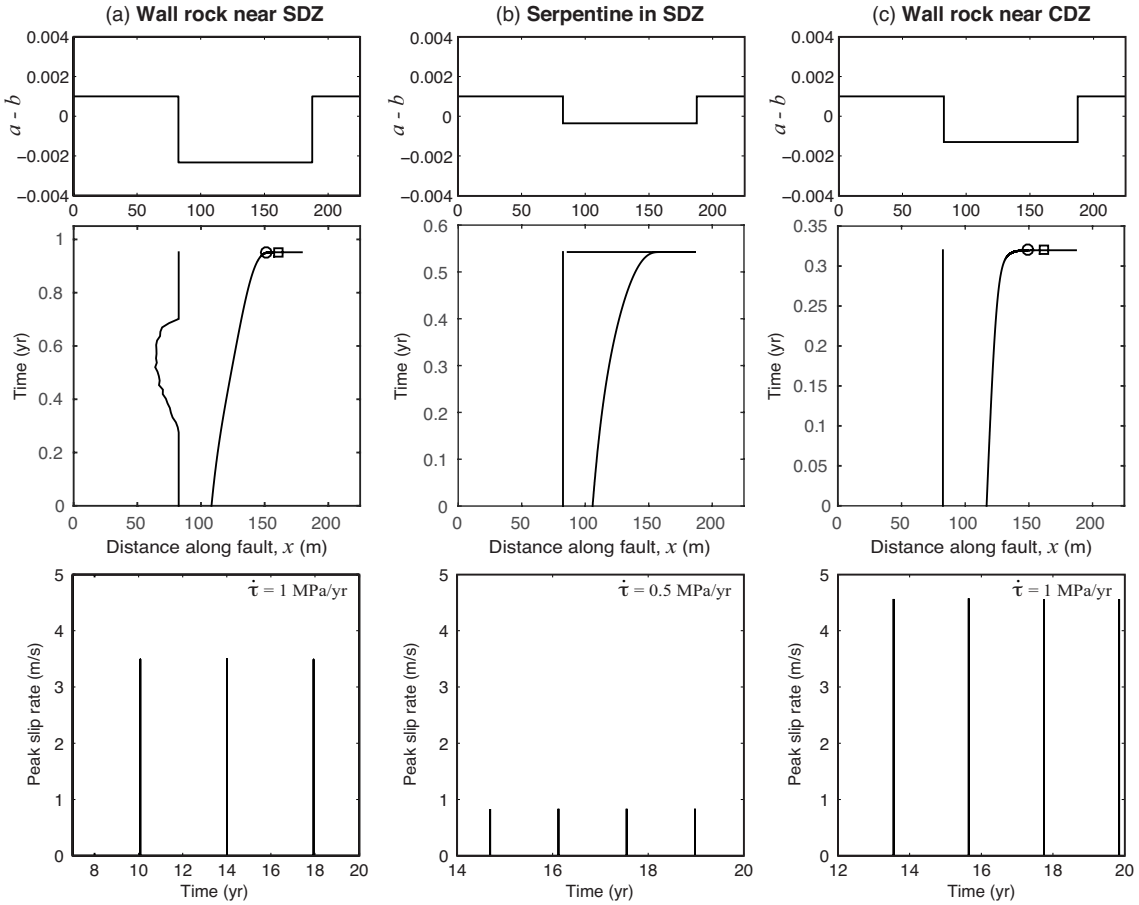 (a) Wall rock near SDZ
(b) Serpentine in SDZ
(c) Wall rock near CDZ
a - b
0.004
0.002
0
−0.002
−0.004
0 50 100 150 200
a - b
0.004
0.002
0
−0.002
−0.004
0 50 100 150 200
a - b
0.004
0.002
0
−0.002
−0.004
0 50 100 150 200
Time (yr)
1
0.8
0.6
0.4
0.2
0
0 50 100 150 200
Distance along fault, x (m)
Time (yr)
0.6
0.5
0.4
0.3
0.2
0.1
0
0 50 100 150 200
Distance along fault, x (m)
Time (yr)
0.35
0.3
0.25
0.2
0.15
0.1
0.05
0
0 50 100 150 200
Distance along fault, x (m)
Peak slip rate (m/s)
5
4
3
2
1
0
τ̇ = 1 MPa/yr
8 10 12 14 16 18 20
Time (yr)
Peak slip rate (m/s)
5
4
3
2
1
0
τ̇ = 0.5 MPa/yr
14 16 18 20
Time (yr)
Peak slip rate (m/s)
5
4
3
2
1
0
τ̇ = 1 MPa/yr
12 14 16 18 20
Time (yr)